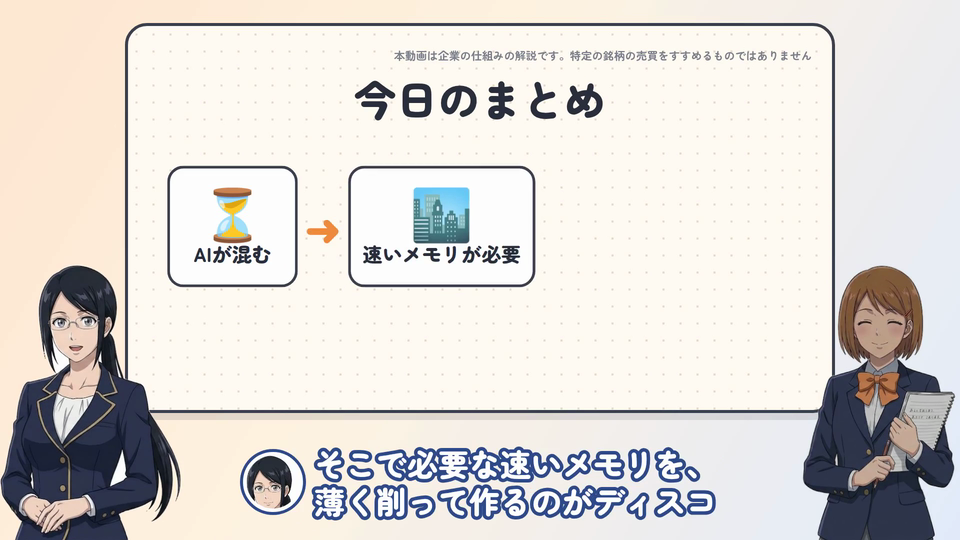 本動画は企業の仕組みの解説です。特定の銘柄の売買をすすめるものではありません
今日のまとめ
AIが混む
速いメモリが必要
そこで必要な速いメモリを、
薄く削って作るのがディスコ